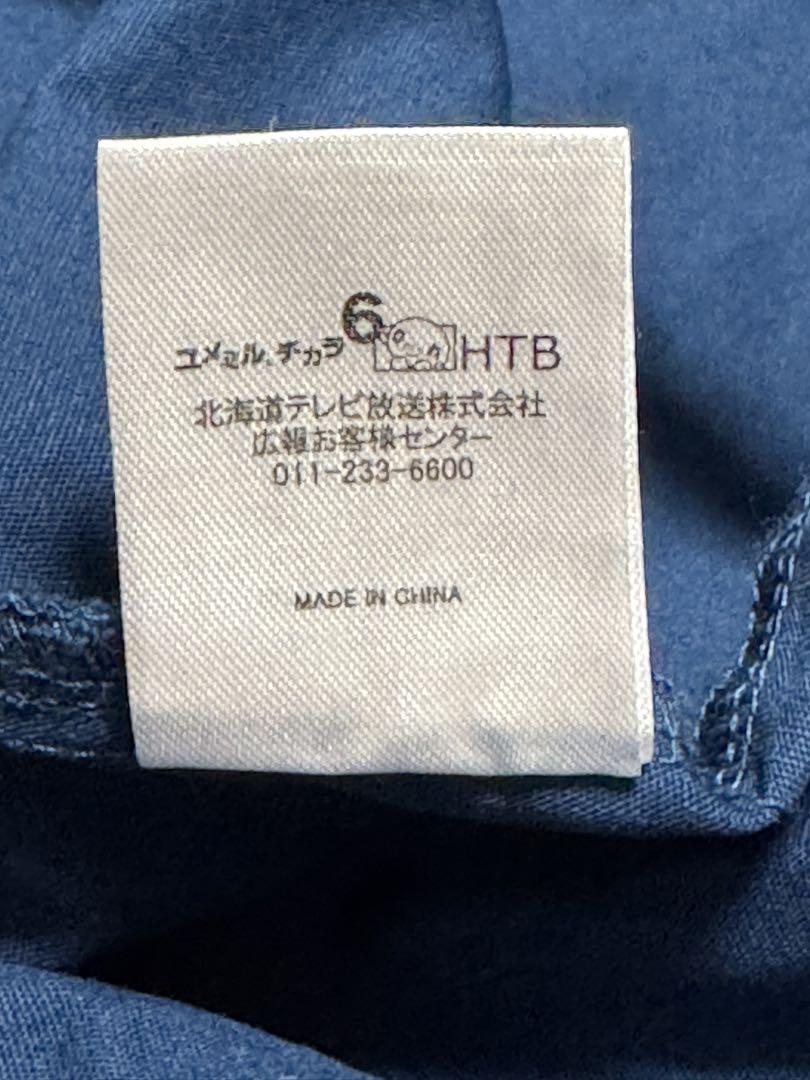 ユメミル、チカラ 6 HTB
北海道テレビ放送株式会社
広報お客様センター
011-233-6600
MADE IN CHINA